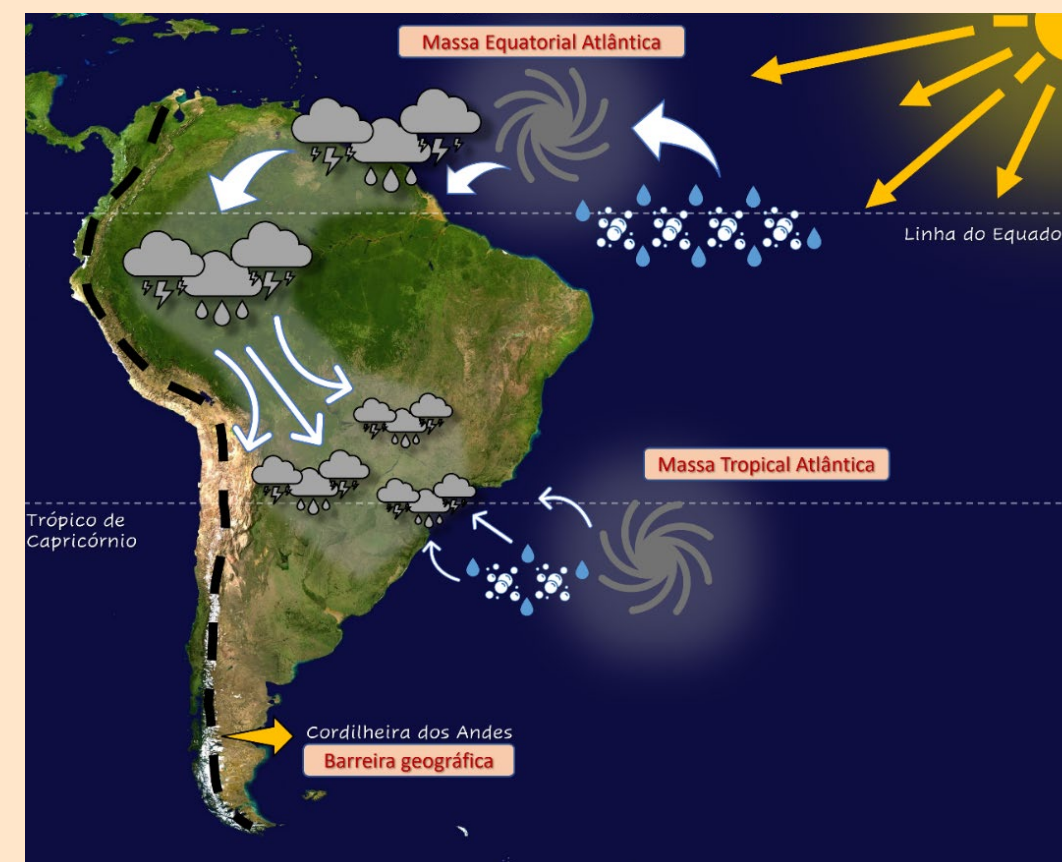 Massa Equatorial Atlântica
Linha do Equado
Massa Tropical Atlântica
Trópico de
Capricórnio
Cordilheira dos Andes
Barreira geográfica